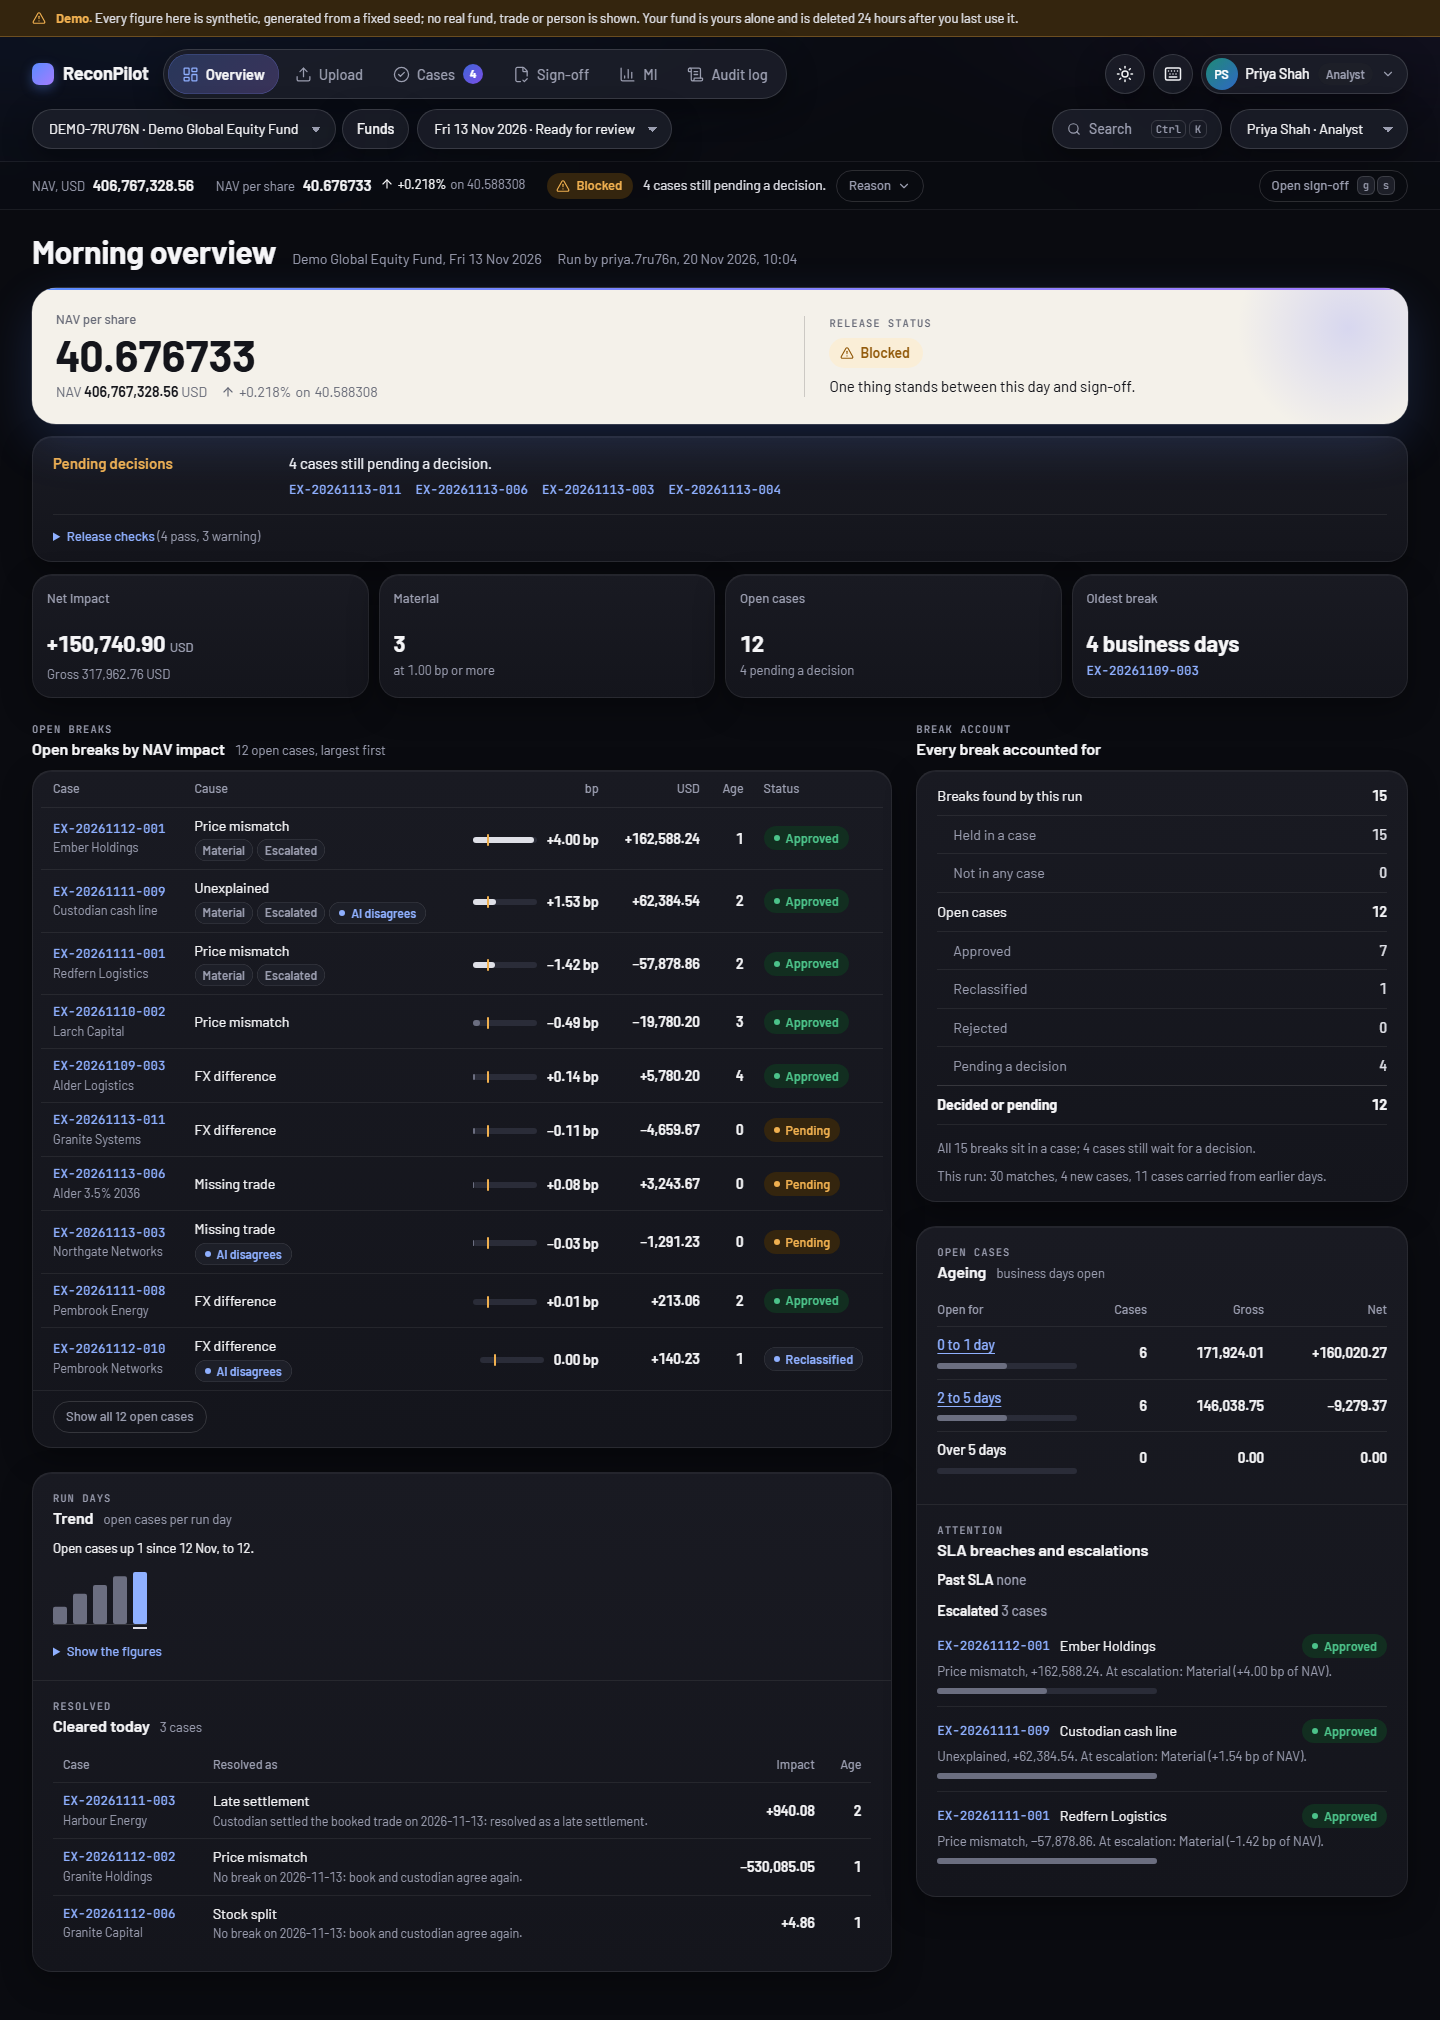 Demo. Every figure here is synthetic, generated from a fixed seed; no real fund, trade or person is shown. Your fund is yours alone and is deleted 24 hours after you last use it.
ReconPilot
Overview Upload Cases 4 Sign-off MI Audit log
PS Priya Shah Analyst
DEMO-7RU76N · Demo Global Equity Fund Funds Fri 13 Nov 2026 · Ready for review
Search Ctrl K Priya Shah · Analyst
NAV, USD 406,767,328.56 NAV per share 40.676733 ↑ +0.218% on 40.588308 Blocked 4 cases still pending a decision. Reason Open sign-off g s
Morning overview Demo Global Equity Fund, Fri 13 Nov 2026 Run by priya.7ru76n, 20 Nov 2026, 10:04
NAV per share
40.676733
NAV 406,767,328.56 USD ↑ +0.218% on 40.588308
RELEASE STATUS
Blocked
One thing stands between this day and sign-off.
Pending decisions 4 cases still pending a decision.
EX-20261113-011 EX-20261113-006 EX-20261113-003 EX-20261113-004
Release checks (4 pass, 3 warning)
Net impact
+150,740.90 USD
Gross 317,962.76 USD
Material
3
at 1.00 bp or more
Open cases
12
4 pending a decision
Oldest break
4 business days
EX-20261109-003
OPEN BREAKS
Open breaks by NAV impact 12 open cases, largest first
Case Cause bp USD Age Status
EX-20261112-001 Price mismatch +4.00 bp +162,588.24 1 Approved
Ember Holdings Material Escalated
EX-20261111-009 Unexplained +1.53 bp +62,384.54 2 Approved
Custodian cash line Material Escalated AI disagrees
EX-20261111-001 Price mismatch −1.42 bp −57,878.86 2 Approved
Redfern Logistics Material Escalated
EX-20261110-002 Price mismatch −0.49 bp −19,780.20 3 Approved
Larch Capital
EX-20261109-003 FX difference +0.14 bp +5,780.20 4 Approved
Alder Logistics
EX-20261113-011 FX difference −0.11 bp −4,659.67 0 Pending
Granite Systems
EX-20261113-006 Missing trade +0.08 bp +3,243.67 0 Pending
Alder 3.5% 2036
EX-20261113-003 Missing trade −0.03 bp −1,291.23 0 Pending
Northgate Networks AI disagrees
EX-20261111-008 FX difference +0.01 bp +213.06 2 Approved
Pembrook Energy
EX-20261112-010 FX difference 0.00 bp +140.23 1 Reclassified
Pembrook Networks AI disagrees
Show all 12 open cases
RUN DAYS
Trend open cases per run day
Open cases up 1 since 12 Nov, to 12.
Show the figures
RESOLVED
Cleared today 3 cases
Case Resolved as Impact Age
EX-20261111-003 Late settlement +940.08 2
Harbour Energy Custodian settled the booked trade on 2026-11-13: resolved as a late settlement.
EX-20261112-002 Price mismatch −530,085.05 1
Granite Holdings No break on 2026-11-13: book and custodian agree again.
EX-20261112-006 Stock split +4.86 1
Granite Capital No break on 2026-11-13: book and custodian agree again.
BREAK ACCOUNT
Every break accounted for
Breaks found by this run 15
Held in a case 15
Not in any case 0
Open cases 12
Approved 7
Reclassified 1
Rejected 0
Pending a decision 4
Decided or pending 12
All 15 breaks sit in a case; 4 cases still wait for a decision.
This run: 30 matches, 4 new cases, 11 cases carried from earlier days.
OPEN CASES
Ageing business days open
Open for Cases Gross Net
0 to 1 day 6 171,924.01 +160,020.27
2 to 5 days 6 146,038.75 −9,279.37
Over 5 days 0 0.00 0.00
ATTENTION
SLA breaches and escalations
Past SLA none
Escalated 3 cases
EX-20261112-001 Ember Holdings Approved
Price mismatch, +162,588.24. At escalation: Material (+4.00 bp of NAV).
EX-20261111-009 Custodian cash line Approved
Unexplained, +62,384.54. At escalation: Material (+1.54 bp of NAV).
EX-20261111-001 Redfern Logistics Approved
Price mismatch, −57,878.86. At escalation: Material (-1.42 bp of NAV).